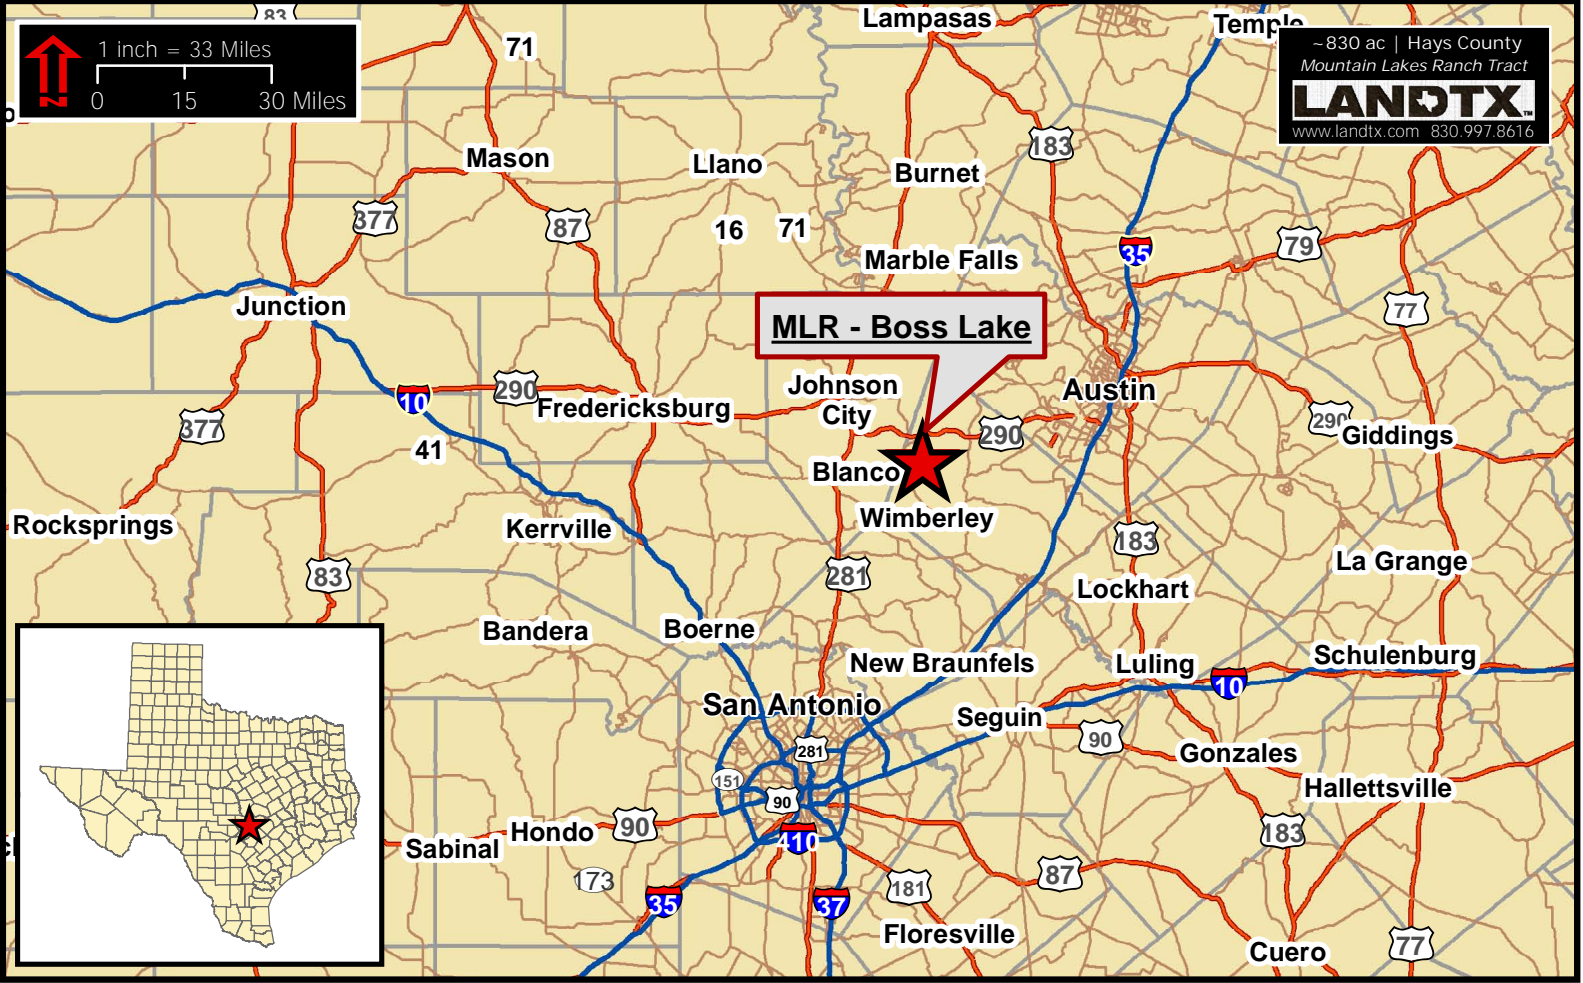 83
Lampasas
Temple
1 inch = 33 Miles
0 15 30 Miles
N
71
~830 ac | Hays County
Mountain Lakes Ranch Tract
LANDTX™
www.landtx.com 830.997.8616
183
Mason
Llano
Burnet
377
87
16
71
79
35
Marble Falls
Junction
77
MLR - Boss Lake
10
290
Johnson
City
Austin
Fredericksburg
377
290
290
Giddings
41
Blanco
Rocksprings
Kerrville
Wimberley
183
La Grange
83
281
Lockhart
Bandera
Boerne
New Braunfels
Luling
Schulenburg
10
San Antonio
Seguin
281
90
Gonzales
151
90
Hallettsville
Sabinal
Hondo
90
410
183
173
35
37
181
87
Floresville
Cuero
77